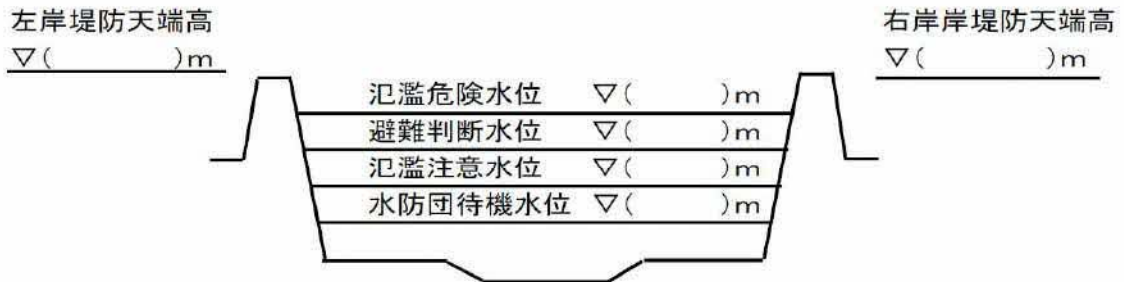 左岸堤防天端高
▽(　　　　)m
右岸岸堤防天端高
▽(　　　　)m
氾濫危険水位　▽(　　　)m
避難判断水位　▽(　　　)m
氾濫注意水位　▽(　　　)m
水防団待機水位　▽(　　　)m